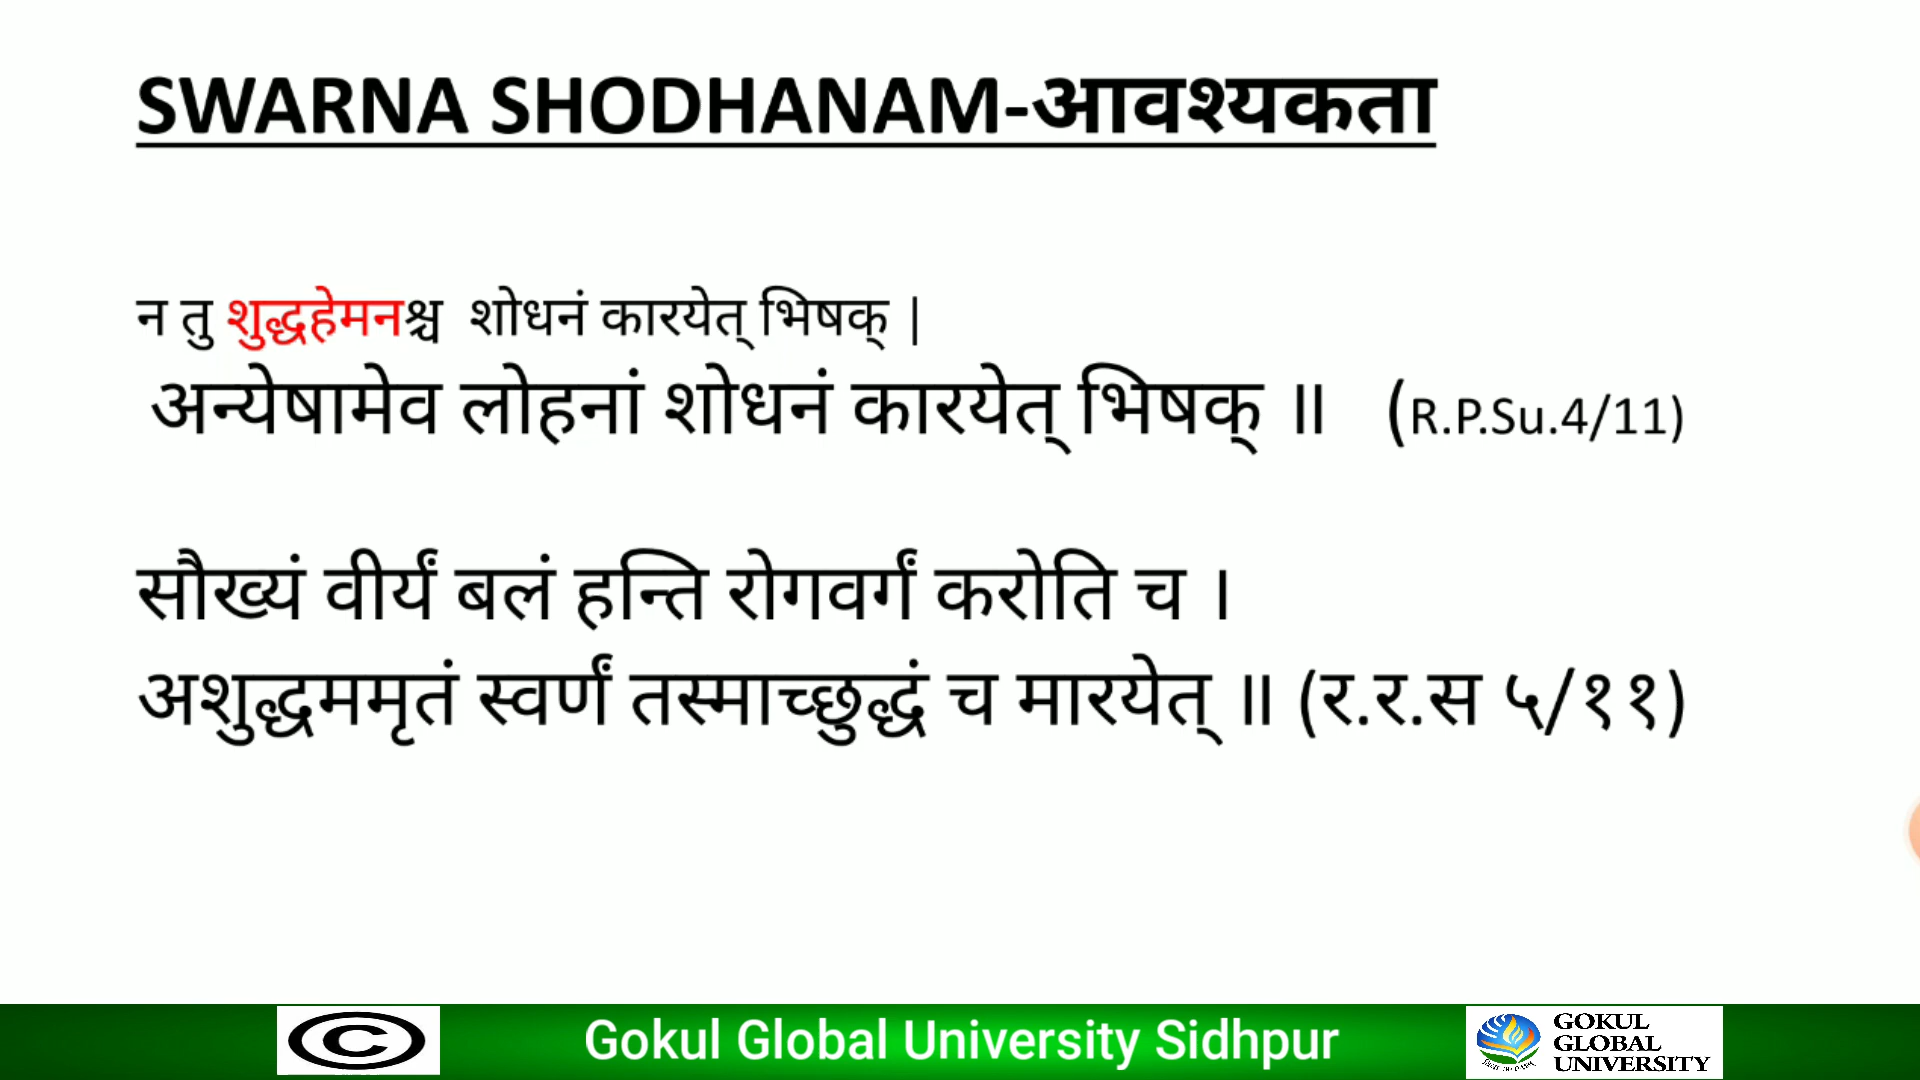 SWARNA SHODHANAM-आवश्यकता
न तु शुद्धहेमनश्च शोधनं कारयेत् भिषक् |
अन्येषामेव लोहनां शोधनं कारयेत् भिषक् ॥ (R.P.Su.4/11)
सौख्यं वीर्यं बलं हन्ति रोगवर्गं करोति च ।
अशुद्धममृतं स्वर्णं तस्माच्छुद्धं च मारयेत् ॥ (र.र.स ५/११)
©
Gokul Global University Sidhpur
GOKUL
GLOBAL
UNIVERSITY